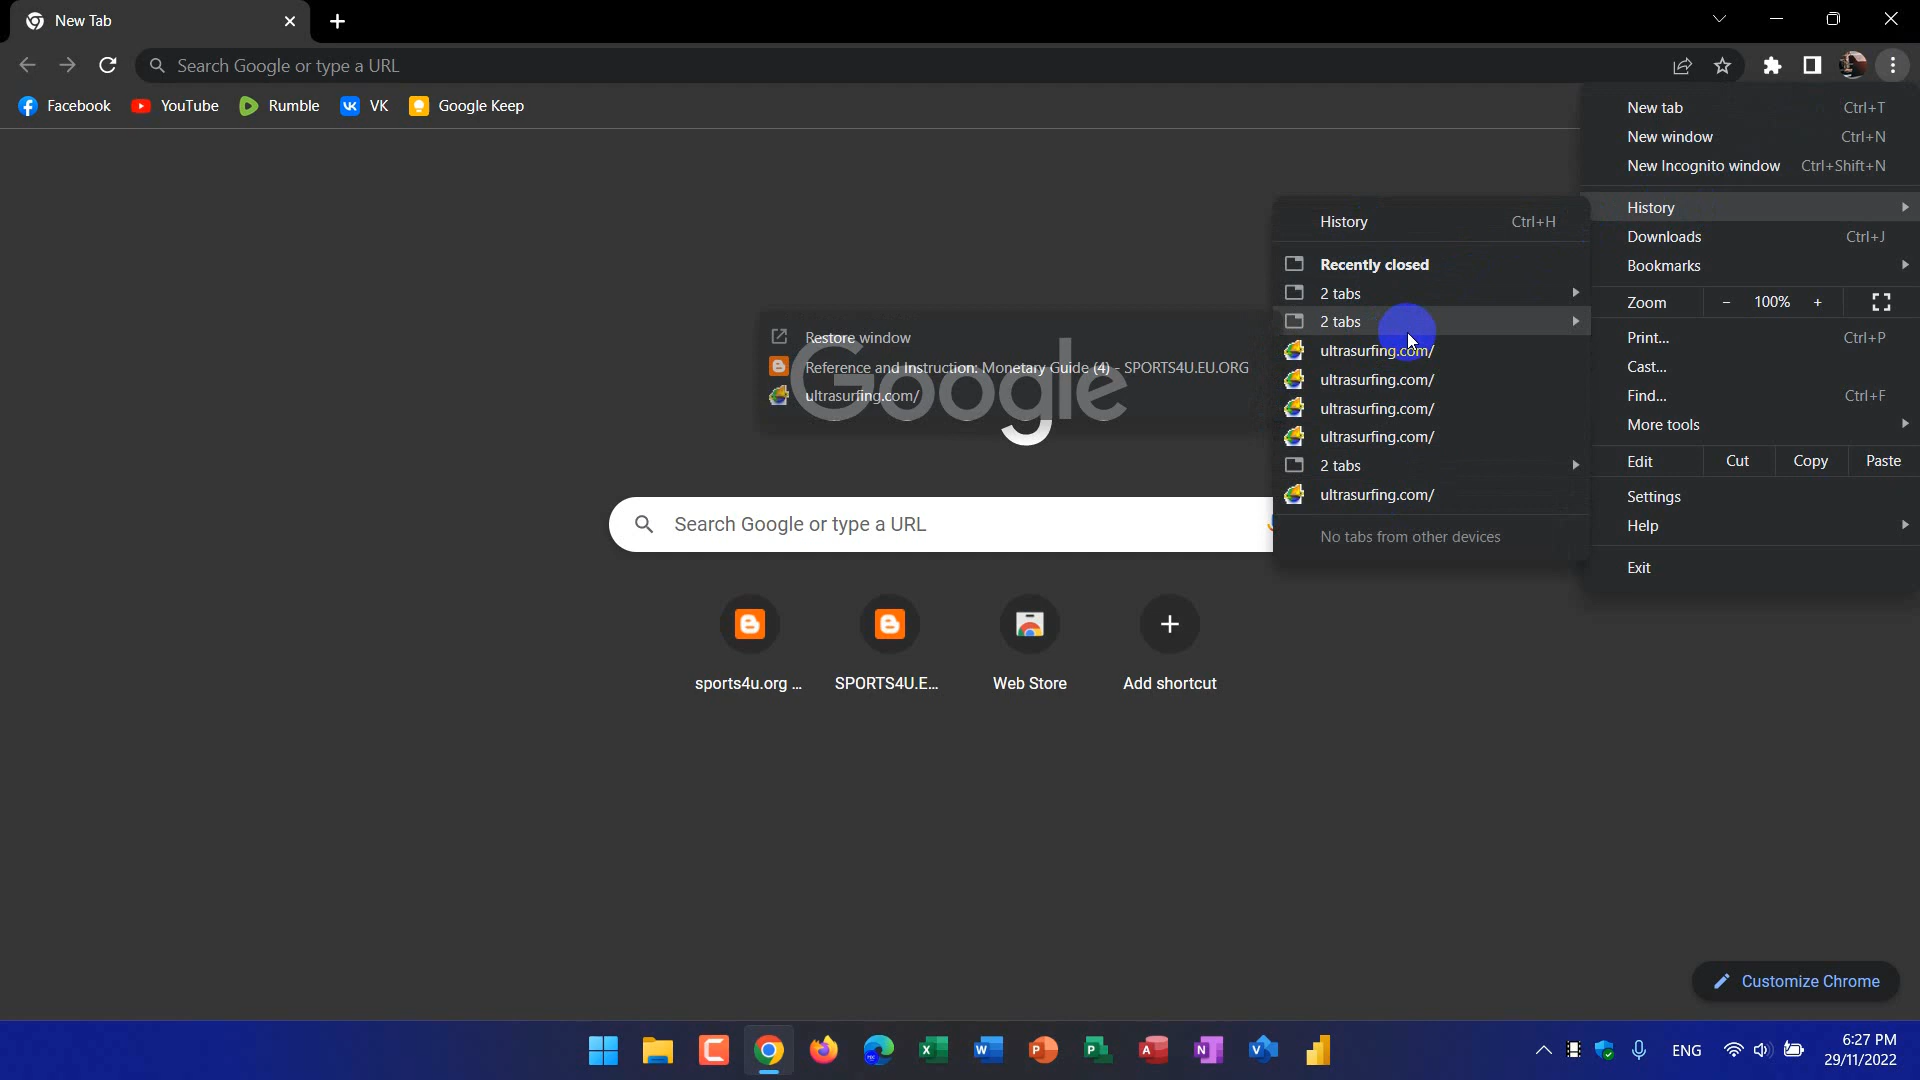 New Tab
Search Google or type a URL
Facebook YouTube Rumble VK Google Keep
New tab Ctrl+T
New window Ctrl+N
New Incognito window Ctrl+Shift+N
History
Downloads Ctrl+J
Bookmarks
Zoom - 100% +
Print... Ctrl+P
Cast...
Find... Ctrl+F
More tools
Edit Cut Copy Paste
Settings
Help
Exit
History Ctrl+H
Recently closed
2 tabs
2 tabs
ultrasurfing.com/
ultrasurfing.com/
ultrasurfing.com/
ultrasurfing.com/
2 tabs
ultrasurfing.com/
No tabs from other devices
Restore window
Reference and Instruction: Monetary Guide (4) - SPORTS4U.EU.ORG
ultrasurfing.com/
Google
Search Google or type a URL
sports4u.org ... SPORTS4U.E... Web Store Add shortcut
Customize Chrome
ENG
6:27 PM
29/11/2022